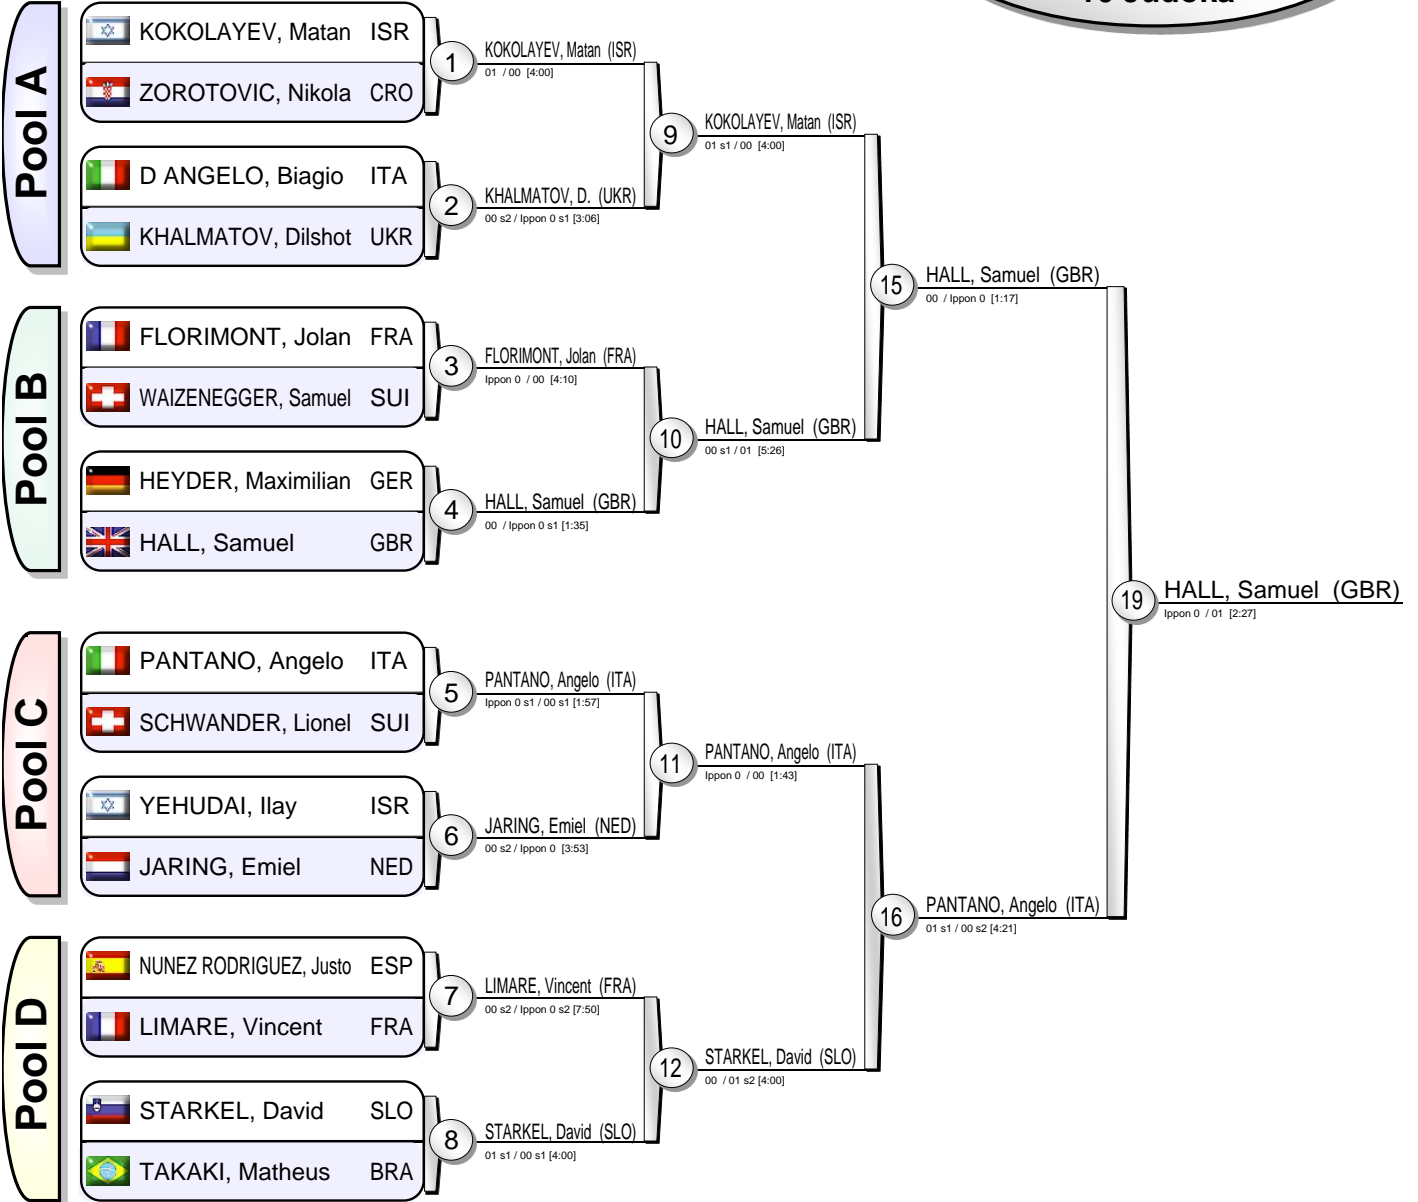 Pool A
KOKOLAYEV, Matan ISR
ZOROTOVIC, Nikola CRO
D ANGELO, Biagio ITA
KHALMATOV, Dilshot UKR
Pool B
FLORIMONT, Jolan FRA
WAIZENEGGER, Samuel SUI
HEYDER, Maximilian GER
HALL, Samuel GBR
Pool C
PANTANO, Angelo ITA
SCHWANDER, Lionel SUI
YEHUDAI, Ilay ISR
JARING, Emiel NED
Pool D
NUNEZ RODRIGUEZ, Justo ESP
LIMARE, Vincent FRA
STARKEL, David SLO
TAKAKI, Matheus BRA
1
KOKOLAYEV, Matan (ISR)
01 / 00 [4:00]
2
KHALMATOV, D. (UKR)
00 s2 / Ippon 0 s1 [3:06]
3
FLORIMONT, Jolan (FRA)
Ippon 0 / 00 [4:10]
4
HALL, Samuel (GBR)
00 / Ippon 0 s1 [1:35]
5
PANTANO, Angelo (ITA)
Ippon 0 s1 / 00 s1 [1:57]
6
JARING, Emiel (NED)
00 s2 / Ippon 0 [3:53]
7
LIMARE, Vincent (FRA)
00 s2 / Ippon 0 s2 [7:50]
8
STARKEL, David (SLO)
01 s1 / 00 s1 [4:00]
9
KOKOLAYEV, Matan (ISR)
01 s1 / 00 [4:00]
10
HALL, Samuel (GBR)
00 s1 / 01 [5:26]
11
PANTANO, Angelo (ITA)
Ippon 0 / 00 [1:43]
12
STARKEL, David (SLO)
00 / 01 s2 [4:00]
15
HALL, Samuel (GBR)
00 / Ippon 0 [1:17]
16
PANTANO, Angelo (ITA)
01 s1 / 00 s2 [4:21]
19
HALL, Samuel (GBR)
Ippon 0 / 01 [2:27]